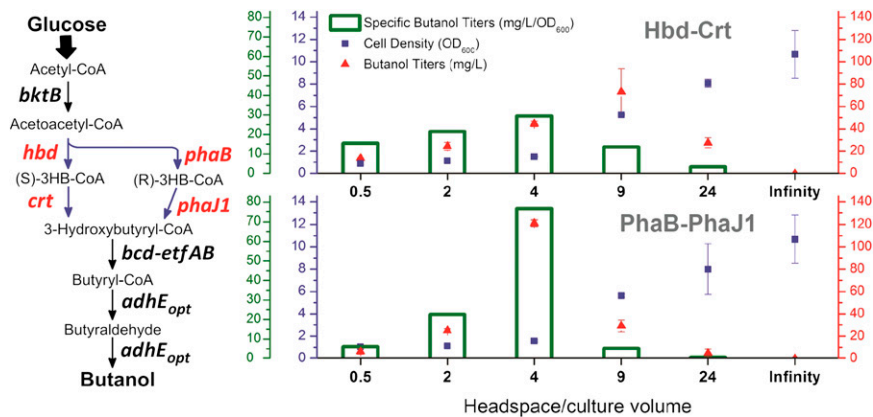 Glucose
Acetyl-CoA
bktB
Acetoacetyl-CoA
hbd
phaB
(S)-3HB-CoA
(R)-3HB-CoA
crt
phaJ1
3-Hydroxybutyryl-CoA
bcd-etfAB
Butyryl-CoA
adhE_opt
Butyraldehyde
adhE_opt
Butanol
80
70
60
50
40
30
20
10
0
14
12
10
8
6
4
2
0
Specific Butanol Titers (mg/L/OD₆₀₀)
Cell Density (OD₆₀₀)
Butanol Titers (mg/L)
Hbd-Crt
140
120
100
80
60
40
20
0
0.5 2 4 9 24 Infinity
80
70
60
50
40
30
20
10
0
14
12
10
8
6
4
2
0
PhaB-PhaJ1
140
120
100
80
60
40
20
0
0.5 2 4 9 24 Infinity
Headspace/culture volume